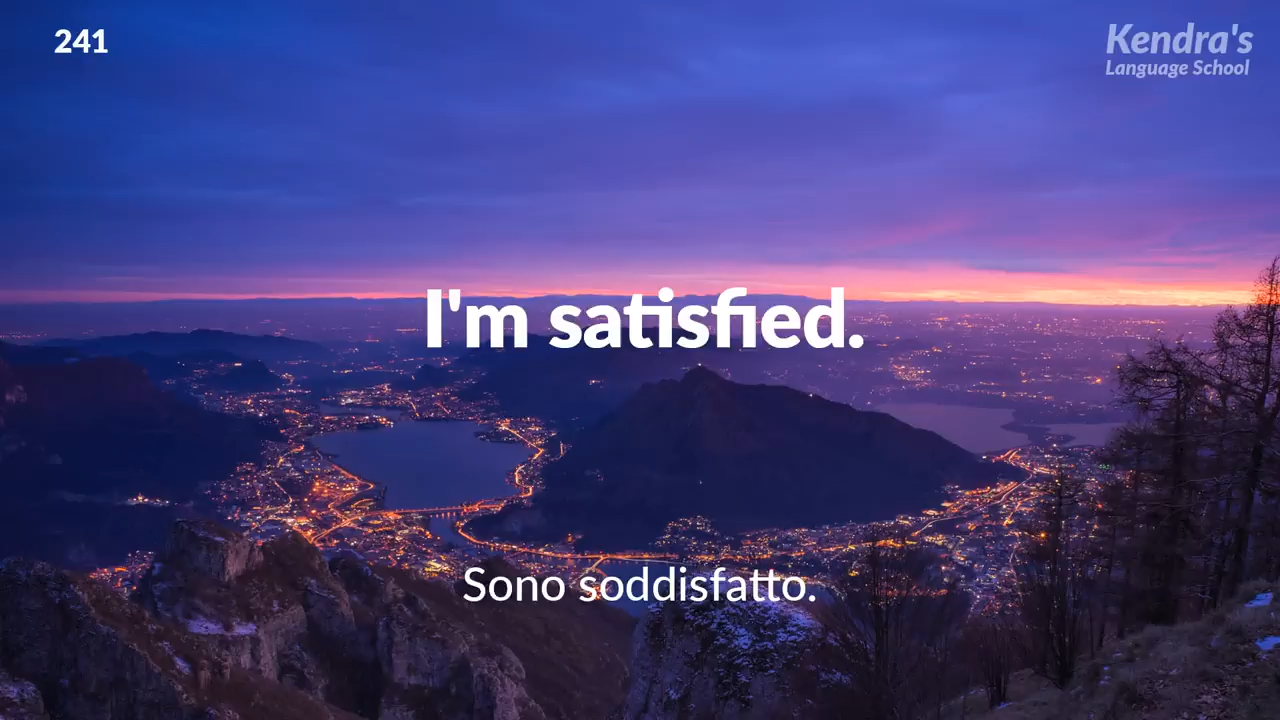 241
Kendra's
Language School
I'm satisfied.
Sono soddisfatto.